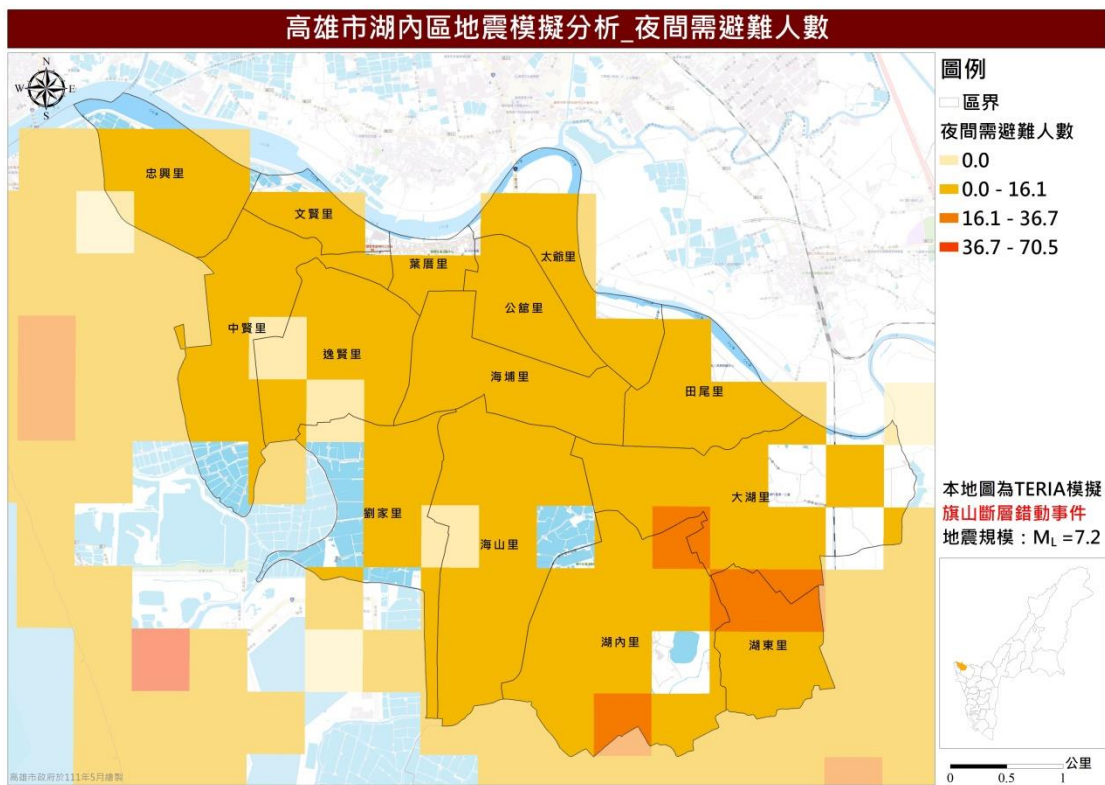 高雄市湖內區地震模擬分析_夜間需避難人數
N
W
E
S
圖例
區界
夜間需避難人數
0.0
0.0 - 16.1
16.1 - 36.7
36.7 - 70.5
忠興里
文賢里
葉厝里
太爺里
公舘里
中賢里
逸賢里
海埔里
田尾里
大湖里
劉家里
海山里
湖內里
湖東里
本地圖為TERIA模擬
旗山斷層錯動事件
地震規模：ML =7.2
公里
0 0.5 1
高雄市政府於111年5月繪製